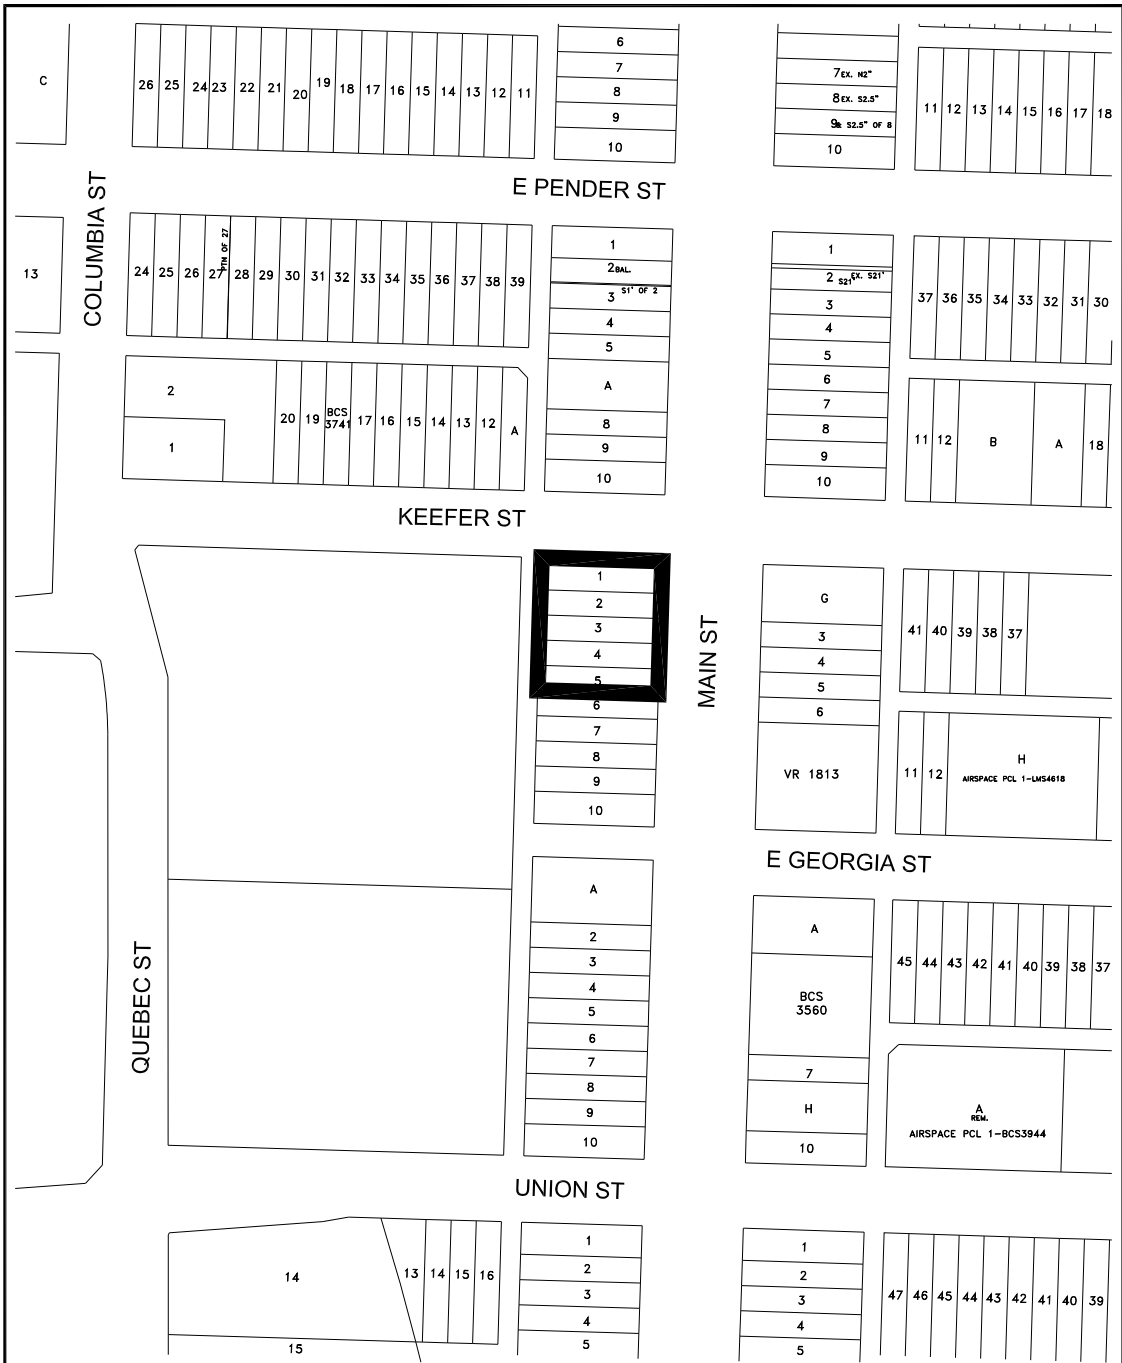 C
26 25 24 23 22 21 20 19 18 17 16 15 14 13 12 11
6
7
8
9
10
7 EX. N2"
8 EX. S2.5"
9 & S2.5" OF 8
10
11 12 13 14 15 16 17 18
E PENDER ST
COLUMBIA ST
13
24 25 26 27 PTN OF 27 28 29 30 31 32 33 34 35 36 37 38 39
1
2 BAL.
3 S1' OF 2
4
5
A
8
9
10
1
2 EX. S21'
S21'
3
4
5
6
7
8
9
10
37 36 35 34 33 32 31 30
2
1
20 19 BCS 3741 17 16 15 14 13 12 A
11 12 B A 18
KEEFER ST
1
2
3
4
5
6
7
8
9
10
MAIN ST
G
3
4
5
6
VR 1813
41 40 39 38 37
11 12 H
AIRSPACE PCL 1-LMS4618
E GEORGIA ST
QUEBEC ST
A
2
3
4
5
6
7
8
9
10
A
BCS
3560
7
H
10
45 44 43 42 41 40 39 38 37
A
REM.
AIRSPACE PCL 1-BCS3944
UNION ST
14
13 14 15 16
15
1
2
3
4
5
1
2
3
4
5
47 46 45 44 43 42 41 40 39